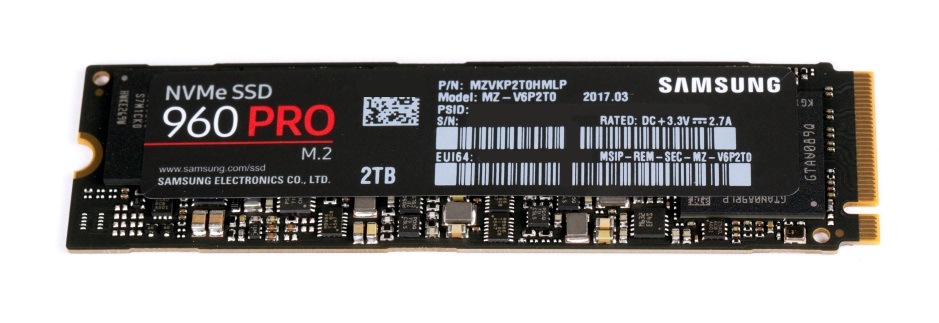 NVMe SSD
960 PRO
M.2
www.samsung.com/ssd
SAMSUNG ELECTRONICS CO., LTD.
2TB
P/N: MZVKP2T0HMLP
Model: MZ-V6P2T0 2017.03
PSID:
S/N: RATED: DC+3.3V⎓2.7A
EUI64: MSIP-REM-SEC-MZ-V6P2T0
SAMSUNG
GTAN089Q